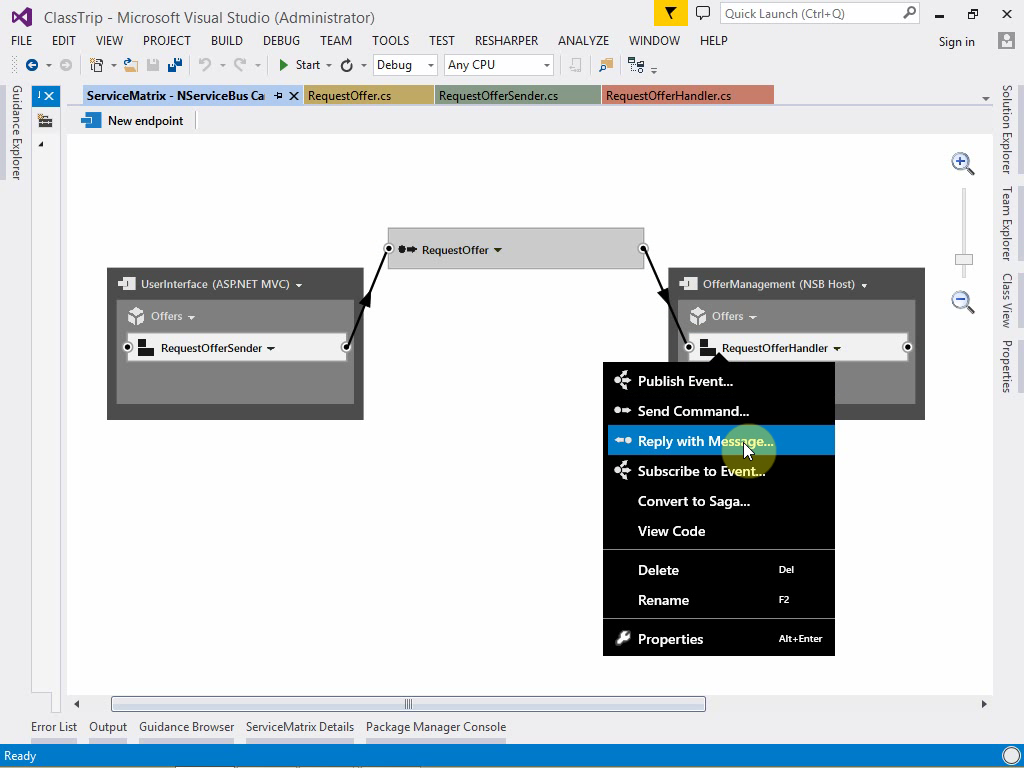 ClassTrip - Microsoft Visual Studio (Administrator)
Quick Launch (Ctrl+Q)
FILE EDIT VIEW PROJECT BUILD DEBUG TEAM TOOLS TEST RESHARPER ANALYZE WINDOW HELP
Sign in
Start Debug Any CPU
ServiceMatrix - NServiceBus Ca RequestOffer.cs RequestOfferSender.cs RequestOfferHandler.cs
New endpoint
Guidance Explorer
Solution Explorer
Team Explorer
Class View
Properties
RequestOffer
UserInterface (ASP.NET MVC)
Offers
RequestOfferSender
OfferManagement (NSB Host)
Offers
RequestOfferHandler
Publish Event...
Send Command...
Reply with Message...
Subscribe to Event...
Convert to Saga...
View Code
Delete Del
Rename F2
Properties Alt+Enter
Error List Output Guidance Browser ServiceMatrix Details Package Manager Console
Ready